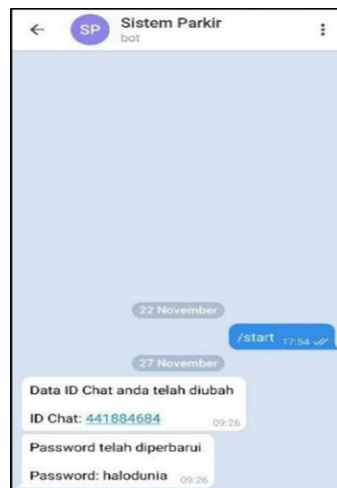 SP
Sistem Parkir
bot
22 November
/start 17:54
27 November
Data ID Chat anda telah diubah
ID Chat: 441884684 09:26
Password telah diperbarui
Password: halodunia 09:26